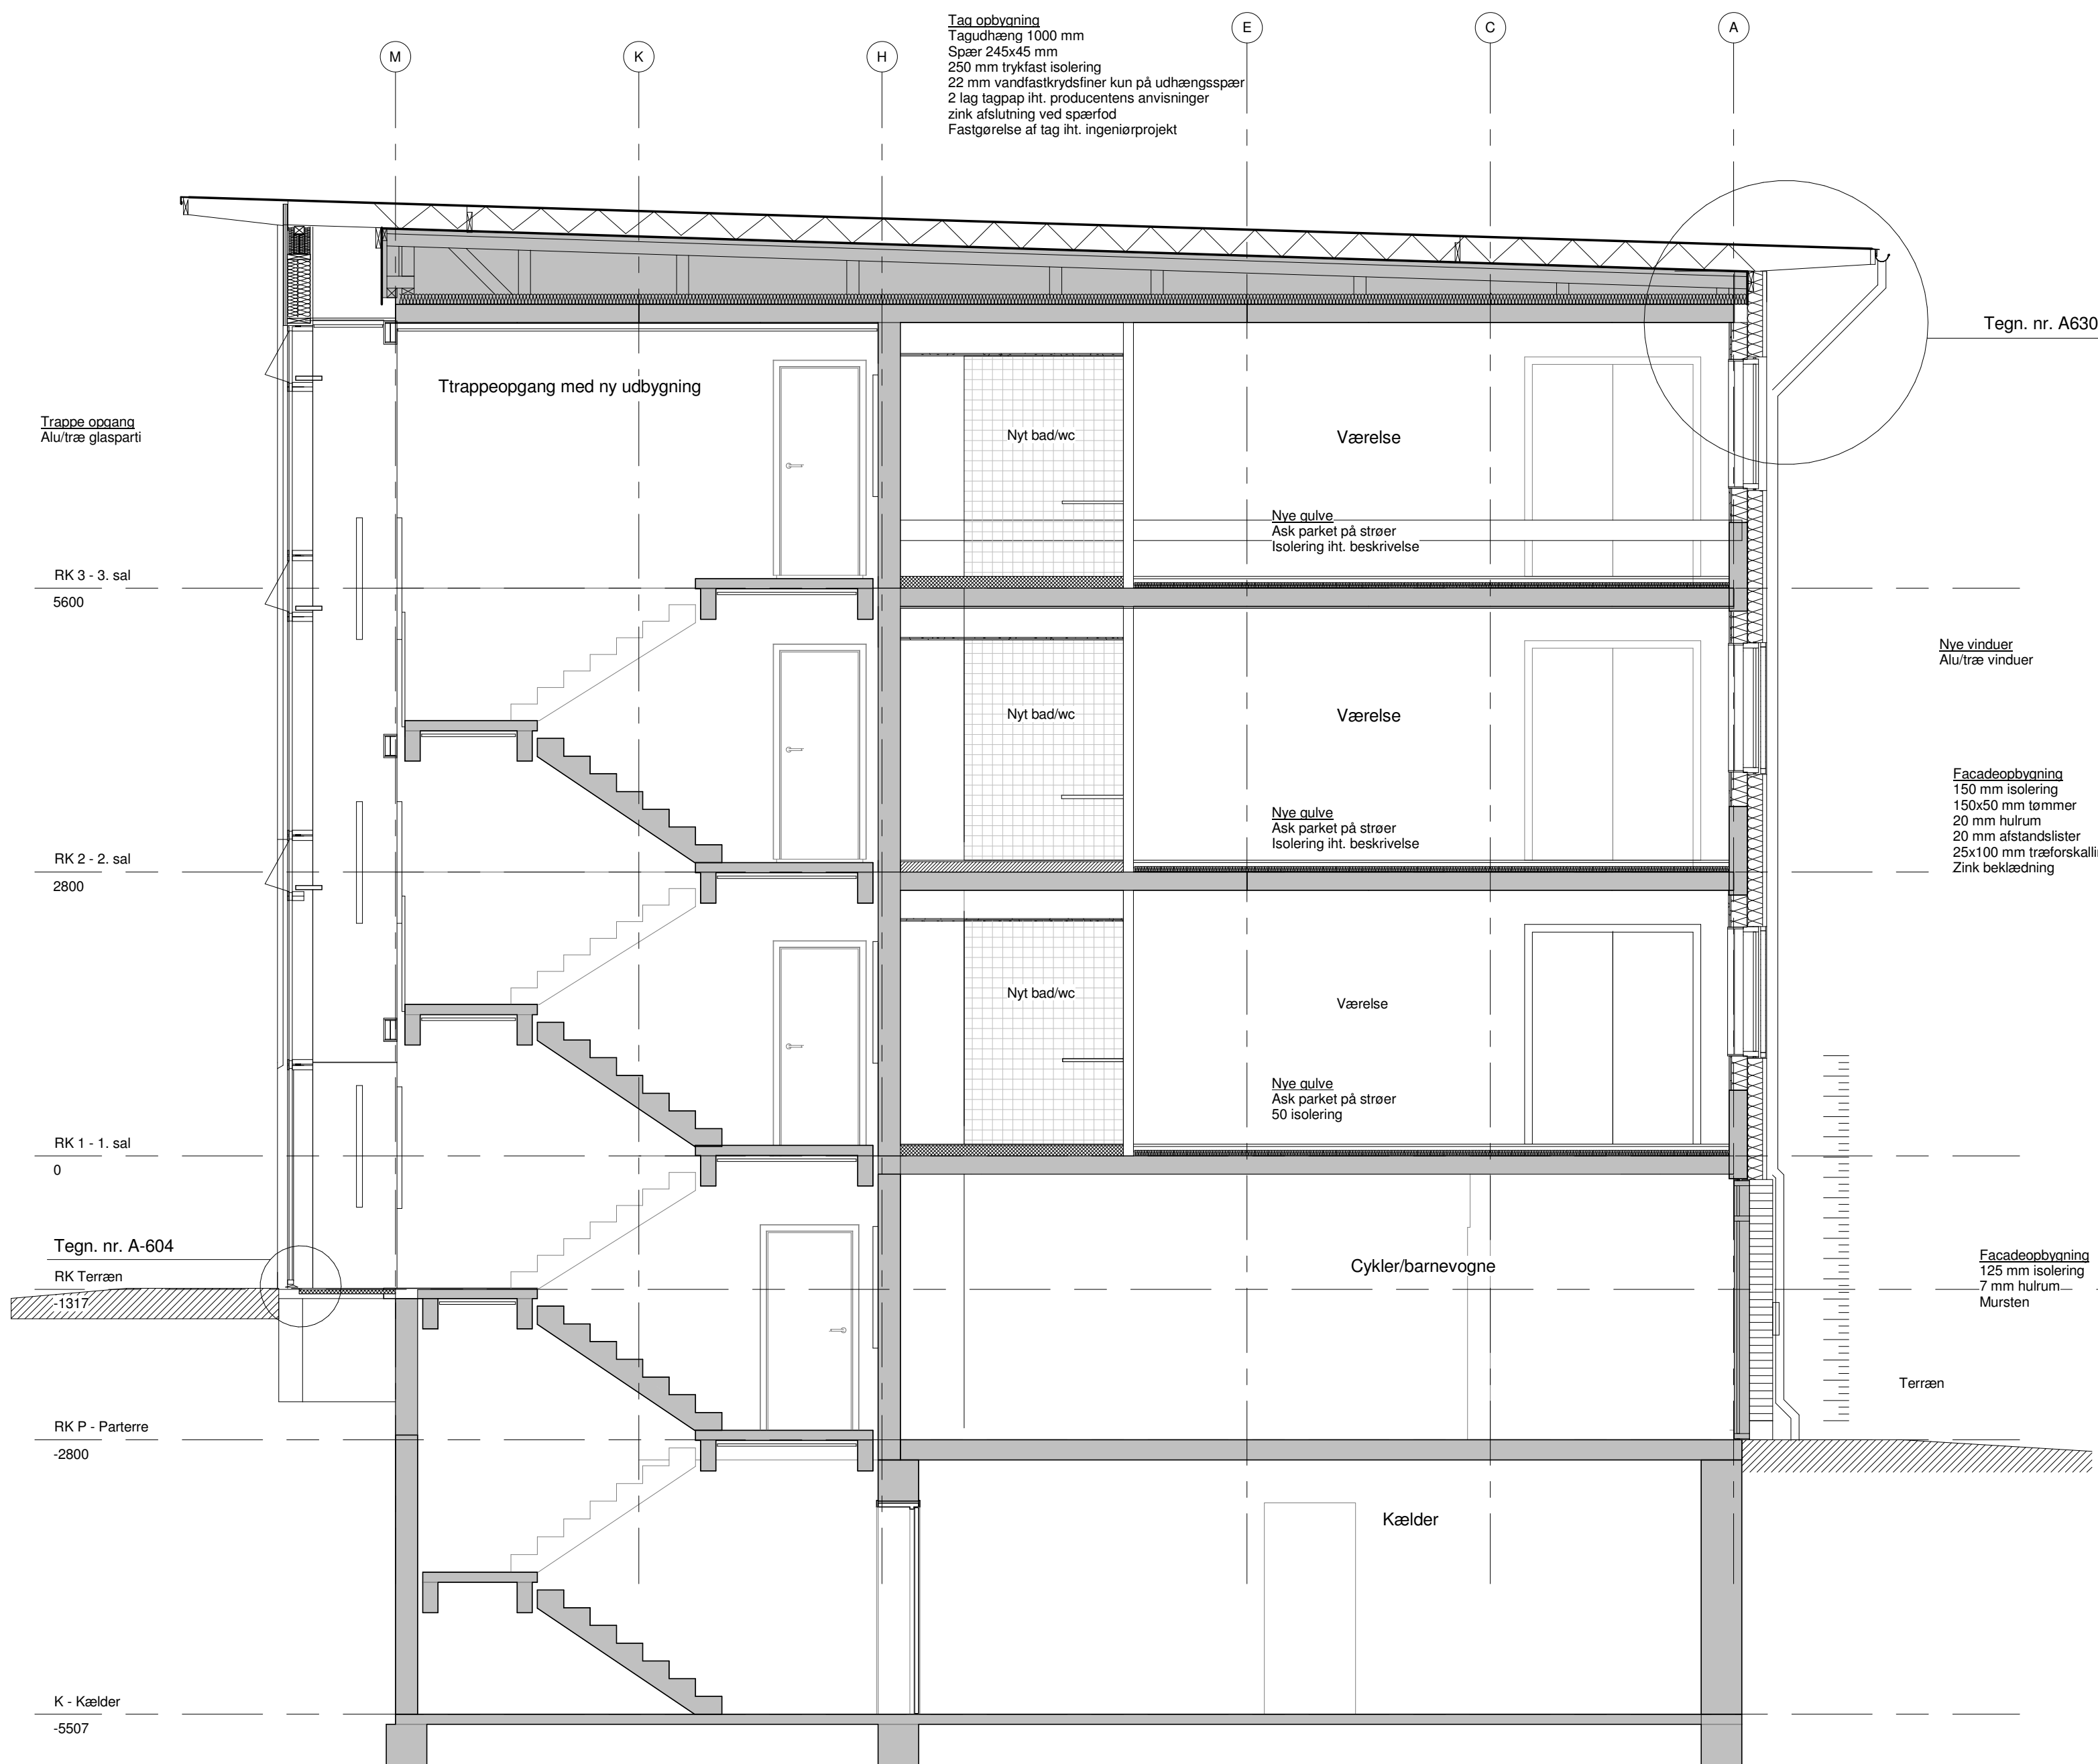 Tag opbygning
Tagudhæng 1000 mm
Spær 245x45 mm
250 mm trykfast isolering
22 mm vandfastkrydsfiner kun på udhængsspær
2 lag tagpap iht. producentens anvisninger
zink afslutning ved spærfod
Fastgørelse af tag iht. ingeniørprojekt
M
K
H
E
C
A
Tegn. nr. A630
Ttrappeopgang med ny udbygning
Trappe opgang
Alu/træ glasparti
Nyt bad/wc
Værelse
Nye gulve
Ask parket på strøer
Isolering iht. beskrivelse
RK 3 - 3. sal
5600
Nye vinduer
Alu/træ vinduer
Nyt bad/wc
Værelse
Facadeopbygning
150 mm isolering
150x50 mm tømmer
20 mm hulrum
20 mm afstandslister
25x100 mm træforskalli
Zink beklædning
Nye gulve
Ask parket på strøer
Isolering iht. beskrivelse
RK 2 - 2. sal
2800
Nyt bad/wc
Værelse
Nye gulve
Ask parket på strøer
50 isolering
RK 1 - 1. sal
0
Tegn. nr. A-604
RK Terræn
-1317
Cykler/barnevogne
Facadeopbygning
125 mm isolering
7 mm hulrum
Mursten
Terræn
RK P - Parterre
-2800
Kælder
K - Kælder
-5507